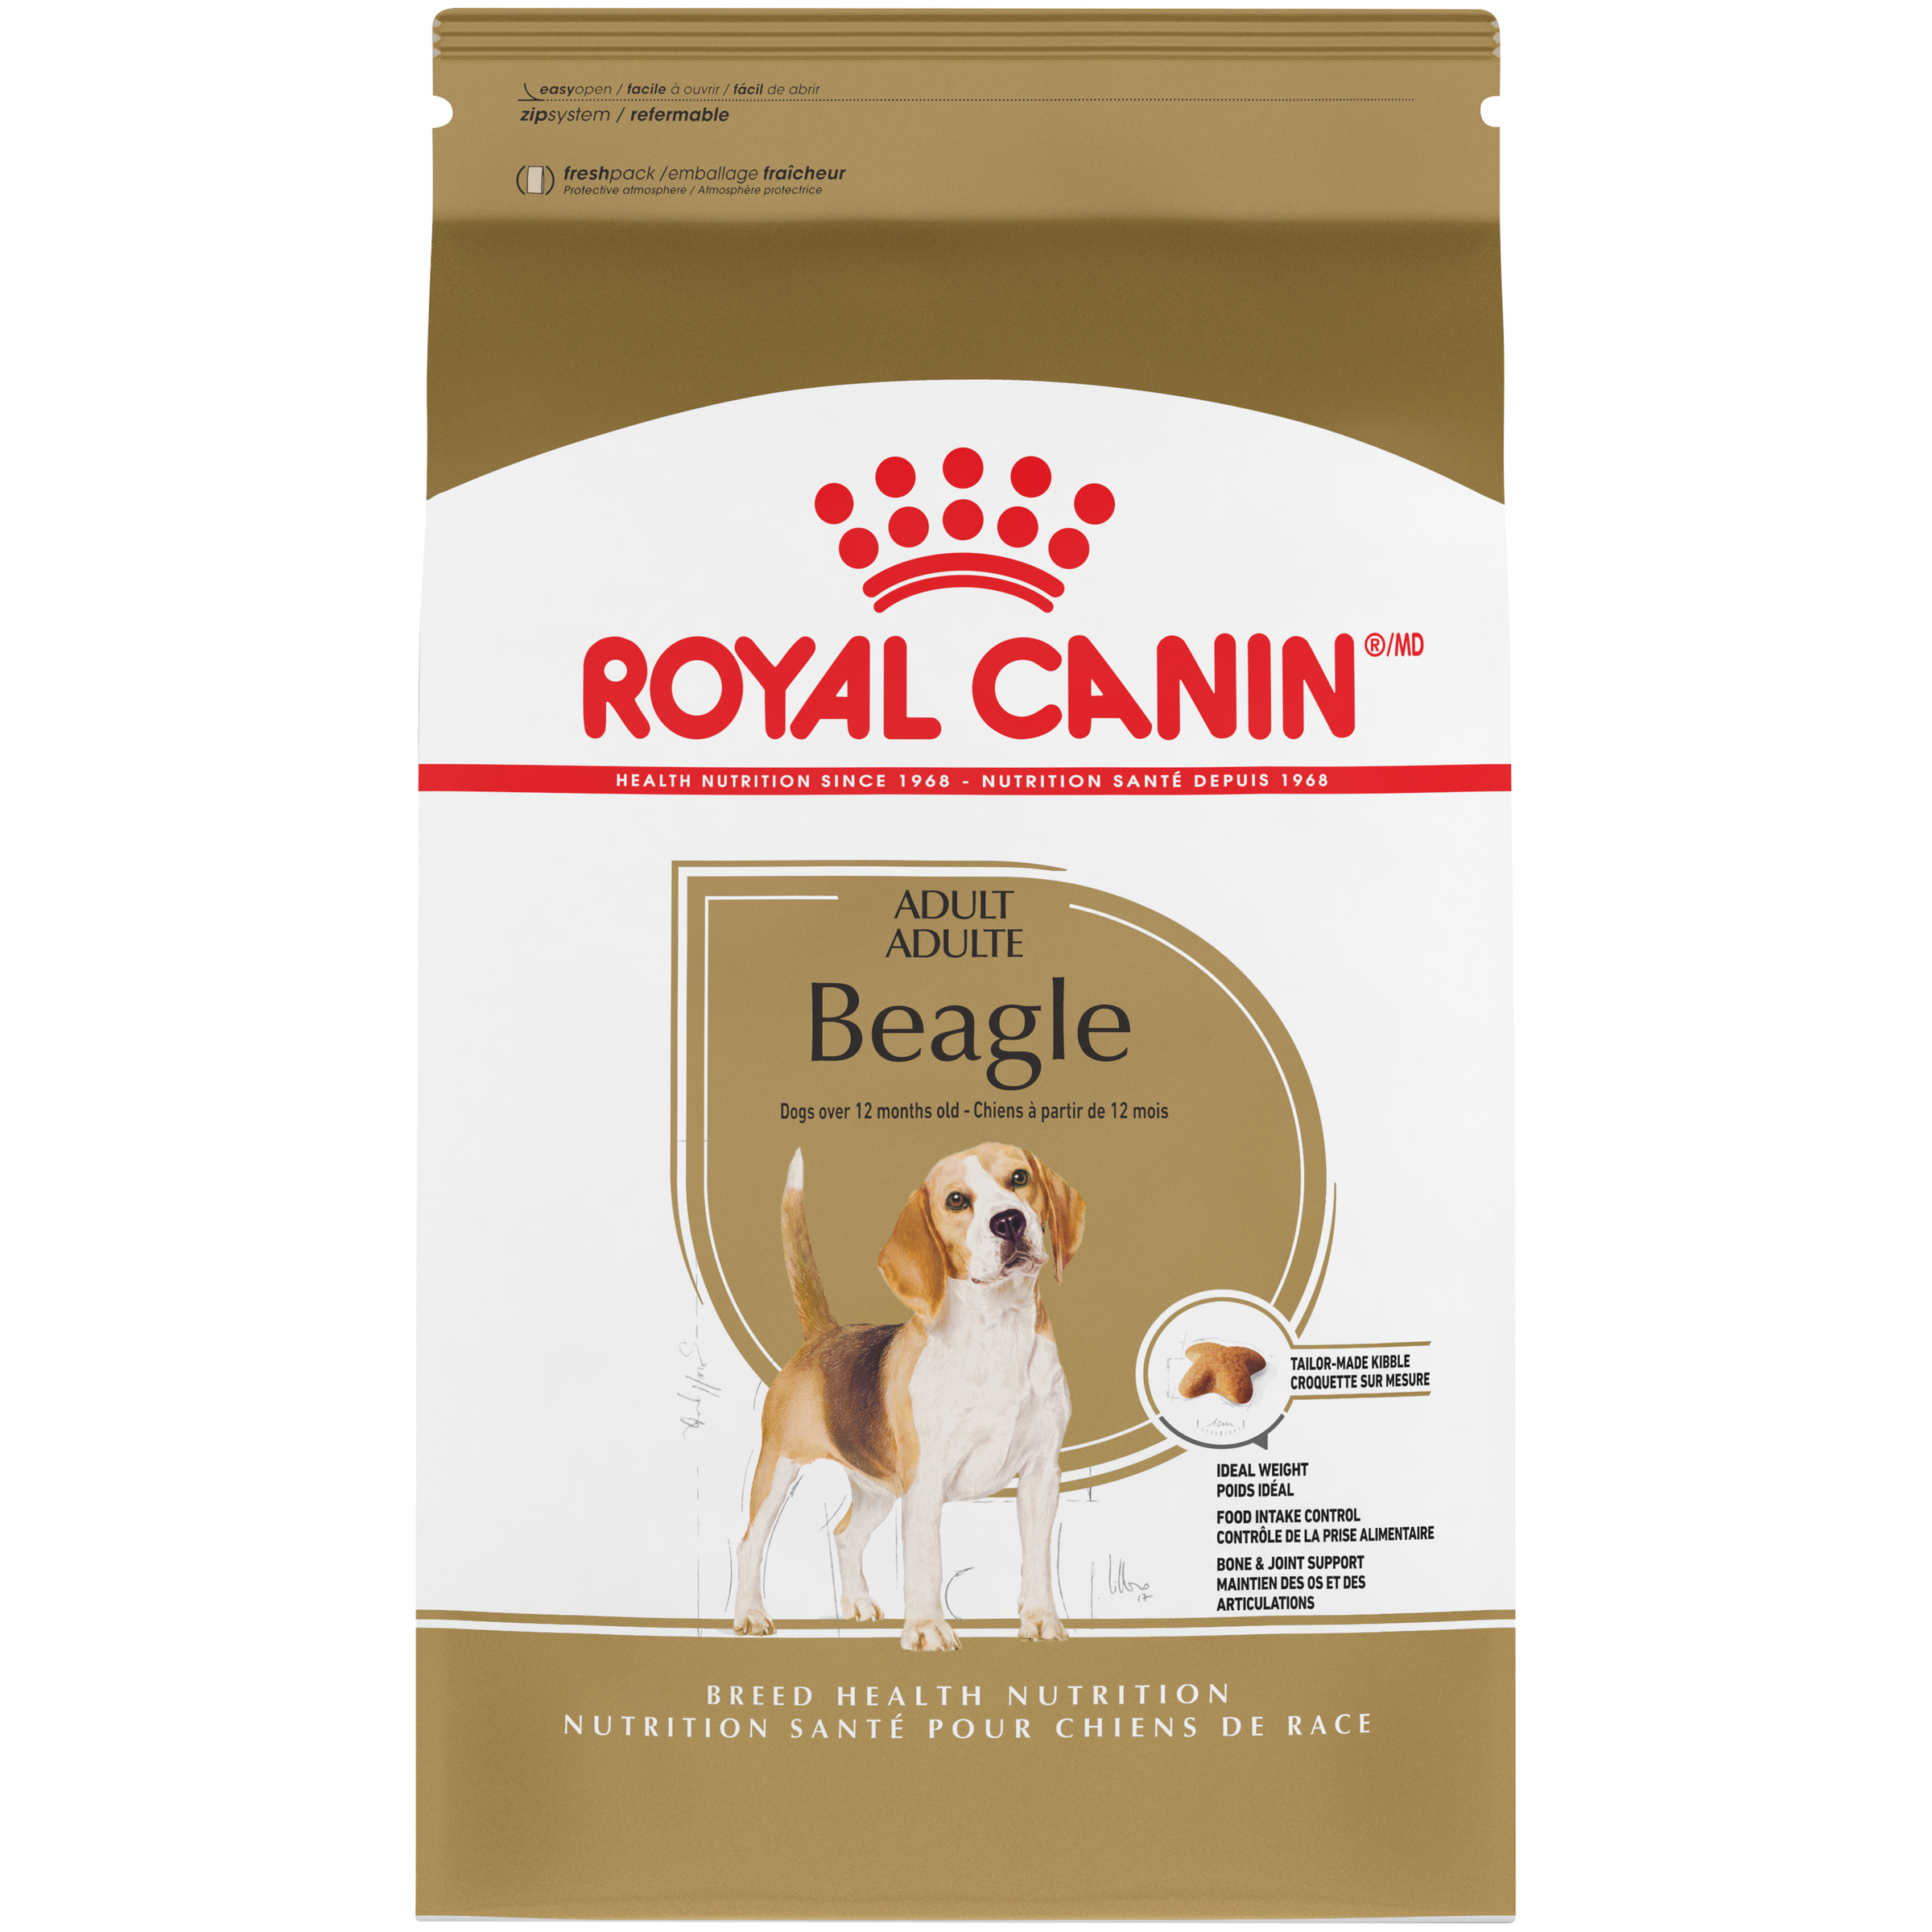 easyopen / facile à ouvrir / fácil de abrir
zipsystem / refermable
freshpack /emballage fraîcheur
Protective atmosphere / Atmosphère protectrice
ROYAL CANIN ®/MD
HEALTH NUTRITION SINCE 1968 - NUTRITION SANTÉ DEPUIS 1968
ADULT
ADULTE
Beagle
Dogs over 12 months old - Chiens à partir de 12 mois
TAILOR-MADE KIBBLE
CROQUETTE SUR MESURE
1cm
IDEAL WEIGHT
POIDS IDÉAL
FOOD INTAKE CONTROL
CONTRÔLE DE LA PRISE ALIMENTAIRE
BONE & JOINT SUPPORT
MAINTIEN DES OS ET DES
ARTICULATIONS
17
BREED HEALTH NUTRITION
NUTRITION SANTÉ POUR CHIENS DE RACE